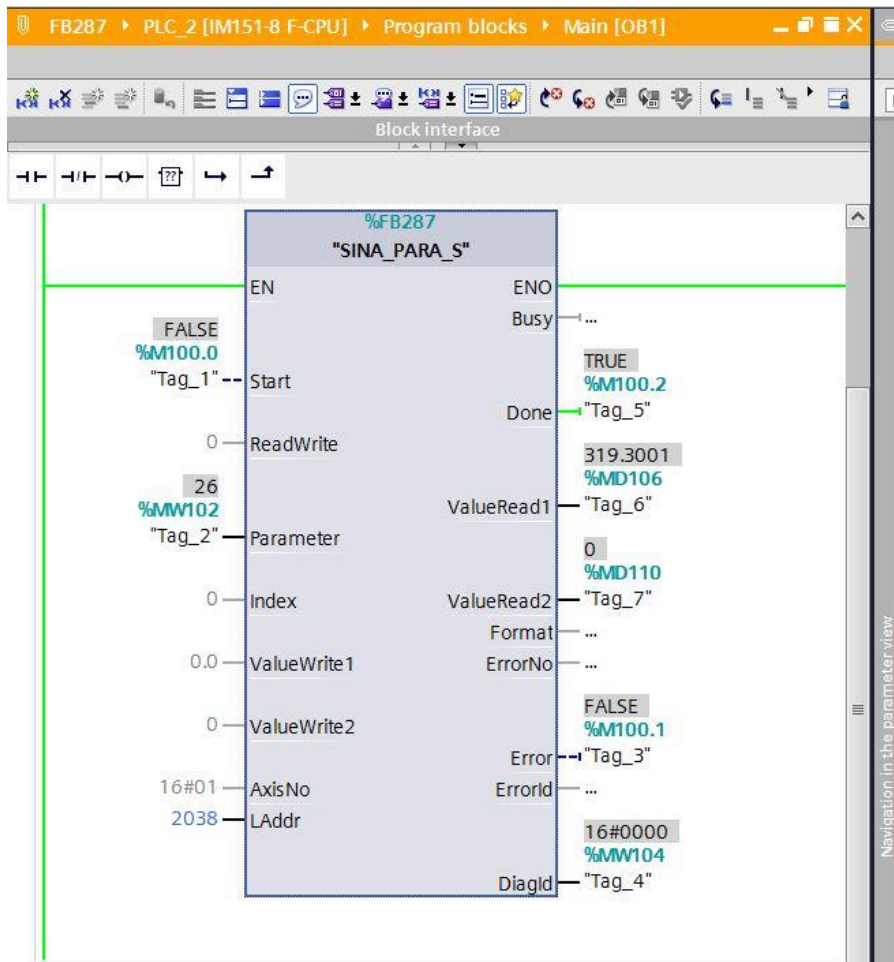 FB287 ▸ PLC_2 [IM151-8 F-CPU] ▸ Program blocks ▸ Main [OB1]
Block interface
??
%FB287
"SINA_PARA_S"
EN
ENO
Busy
...
FALSE
%M100.0
"Tag_1"
Start
TRUE
%M100.2
Done
"Tag_5"
0
ReadWrite
319.3001
%MD106
ValueRead1
"Tag_6"
26
%MW102
"Tag_2"
Parameter
0
%MD110
0
Index
ValueRead2
"Tag_7"
Format
...
0.0
ValueWrite1
ErrorNo
...
0
ValueWrite2
FALSE
%M100.1
Error
"Tag_3"
16#01
AxisNo
ErrorId
...
2038
LAddr
16#0000
%MW104
DiagId
"Tag_4"
Navigation in the parameter view